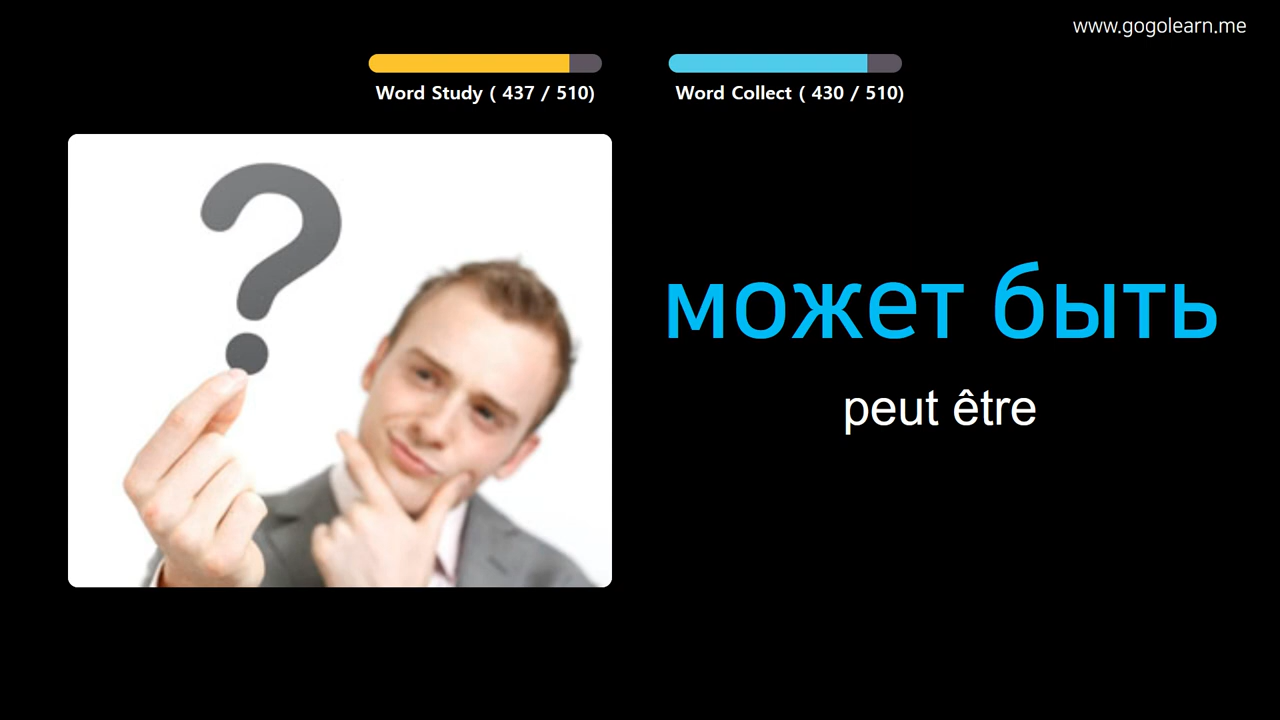 www.gogolearn.me
Word Study ( 437 / 510)
Word Collect ( 430 / 510)
?
может быть
peut être